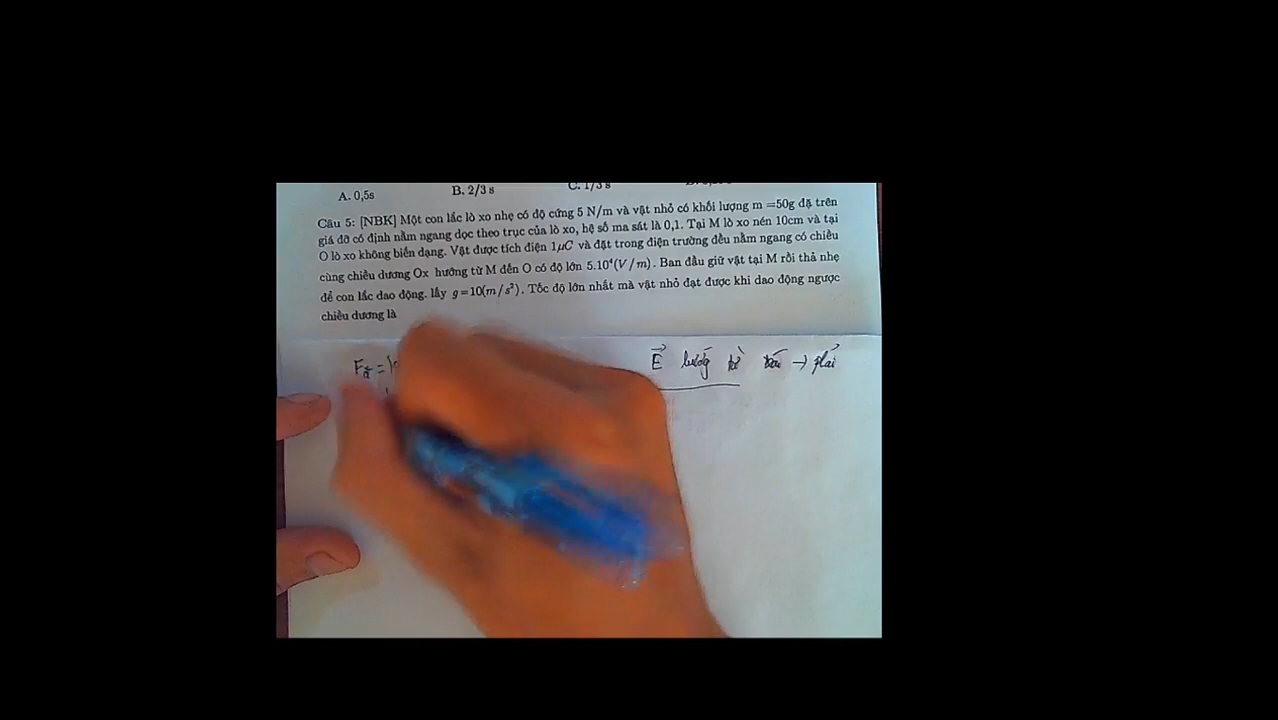 A. 0,5s B. 2/3 s C. 1/3 s
Câu 5: [NBK] Một con lắc lò xo nhẹ có độ cứng 5 N/m và vật nhỏ có khối lượng m =50g đặ trên
giá đỡ cố định nằm ngang dọc theo trục của lò xo, hệ số ma sát là 0,1. Tại M lò xo nén 10cm và tại
O lò xo không biến dạng. Vật được tích điện 1μC và đặt trong điện trường đều nằm ngang có chiều
cùng chiều dương Ox hướng từ M đến O có độ lớn 5.10⁴(V/m). Ban đầu giữ vật tại M rồi thả nhẹ
để con lắc dao động. lấy g=10(m/s²). Tốc độ lớn nhất mà vật nhỏ đạt được khi dao động ngược
chiều dương là
E⃗ hướng từ trái → phải